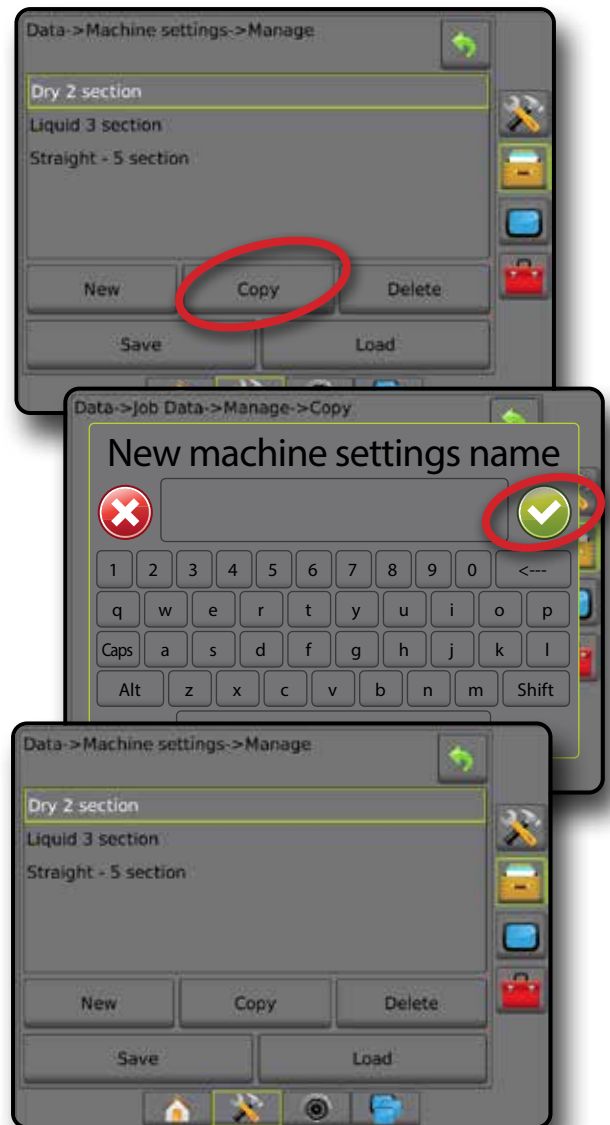 Data->Machine settings->Manage
Dry 2 section
Liquid 3 section
Straight - 5 section
New Copy Delete
Save Load
Data->Job Data->Manage->Copy
New machine settings name
1 2 3 4 5 6 7 8 9 0 <---
q w e r t y u i o p
Caps a s d f g h j k l
Alt z x c v b n m Shift
Data->Machine settings->Manage
Dry 2 section
Liquid 3 section
Straight - 5 section
New Copy Delete
Save Load